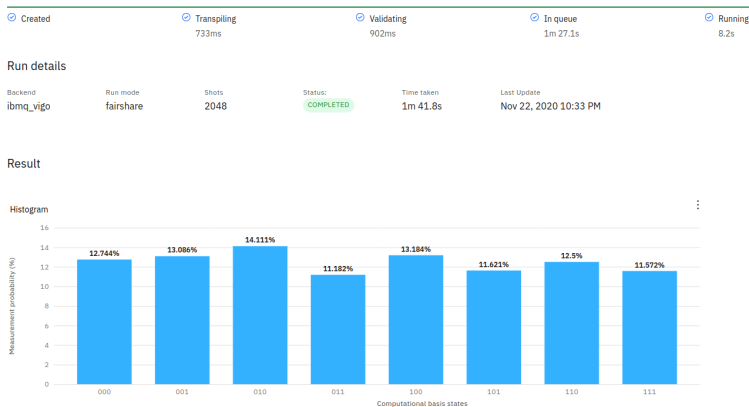 Created Transpiling Validating In queue Running
733ms 902ms 1m 27.1s 8.2s
Run details
Backend Run mode Shots Status: Time taken Last Update
ibmq_vigo fairshare 2048 COMPLETED 1m 41.8s Nov 22, 2020 10:33 PM
Result
Histogram
Measurement probability (%)
16
14
12
10
8
6
4
2
0
12.744% 13.086% 14.111% 11.182% 13.184% 11.621% 12.5% 11.572%
000 001 010 011 100 101 110 111
Computational basis states